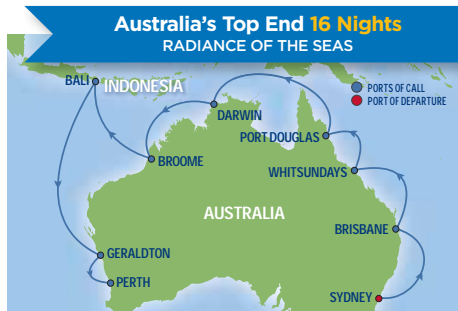 Australia's Top End 16 Nights
RADIANCE OF THE SEAS
BALI
INDONESIA
PORTS OF CALL
PORT OF DEPARTURE
DARWIN
PORT DOUGLAS
BROOME
WHITSUNDAYS
AUSTRALIA
BRISBANE
GERALDTON
PERTH
SYDNEY